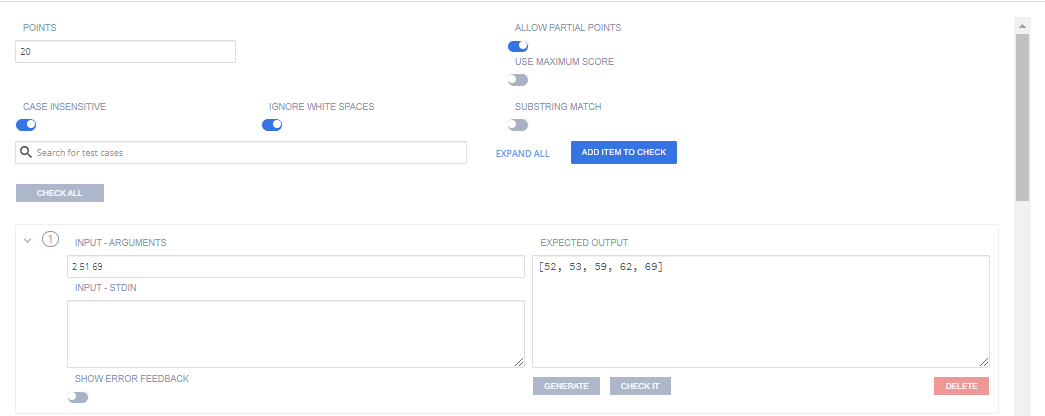 POINTS
ALLOW PARTIAL POINTS
20
USE MAXIMUM SCORE
CASE INSENSITIVE
IGNORE WHITE SPACES
SUBSTRING MATCH
Search for test cases
EXPAND ALL
ADD ITEM TO CHECK
CHECK ALL
1
INPUT - ARGUMENTS
EXPECTED OUTPUT
2 51 69
[52, 53, 59, 62, 69]
INPUT - STDIN
SHOW ERROR FEEDBACK
GENERATE
CHECK IT
DELETE